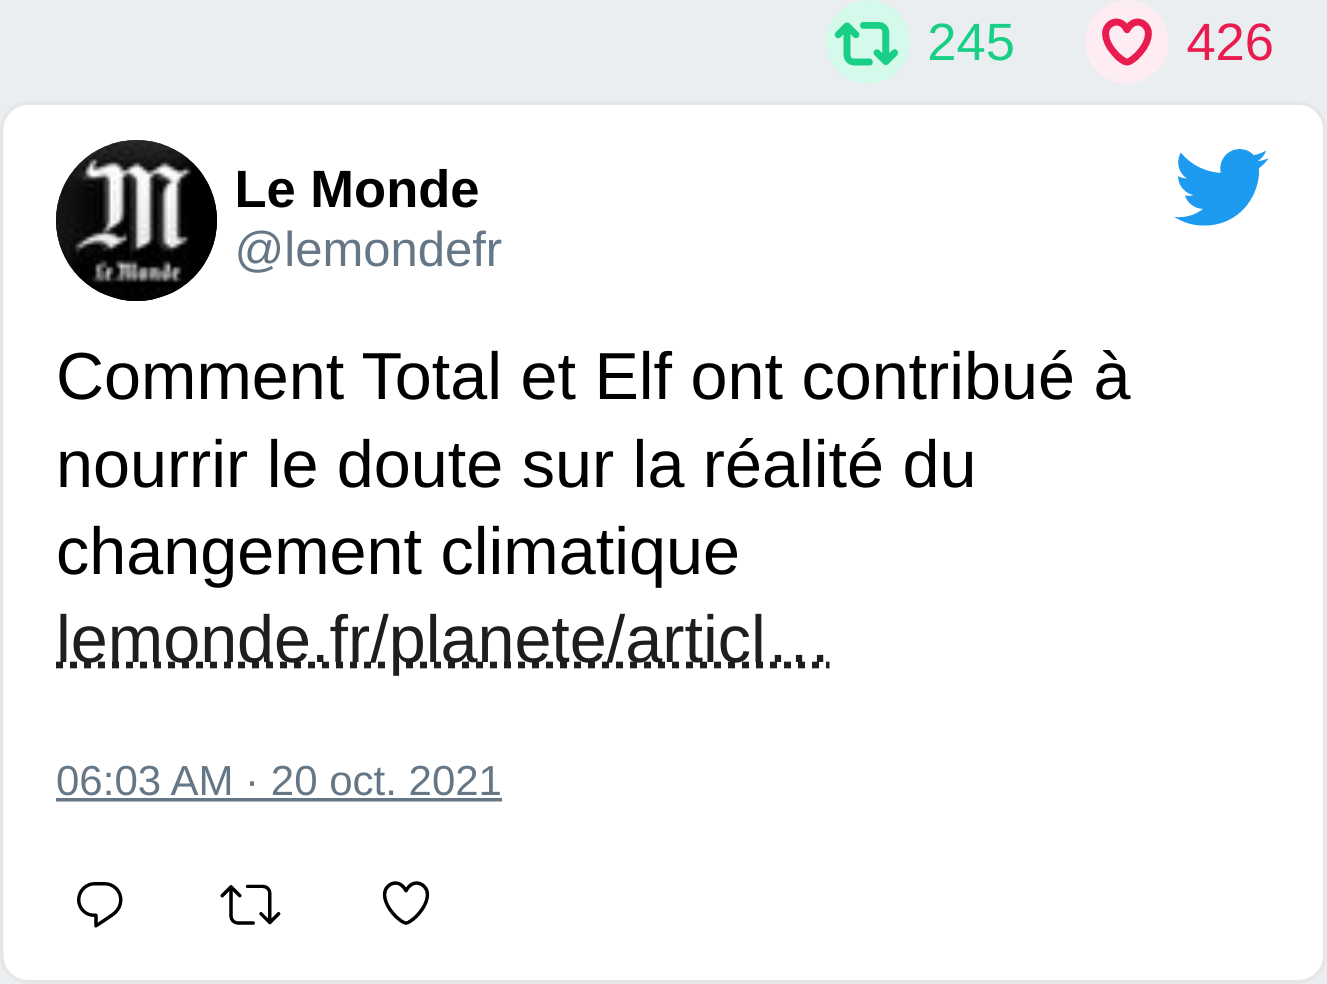 245 426
Le Monde
Le Monde
@lemondefr
Comment Total et Elf ont contribué à
nourrir le doute sur la réalité du
changement climatique
lemonde.fr/planete/articl…
06:03 AM · 20 oct. 2021